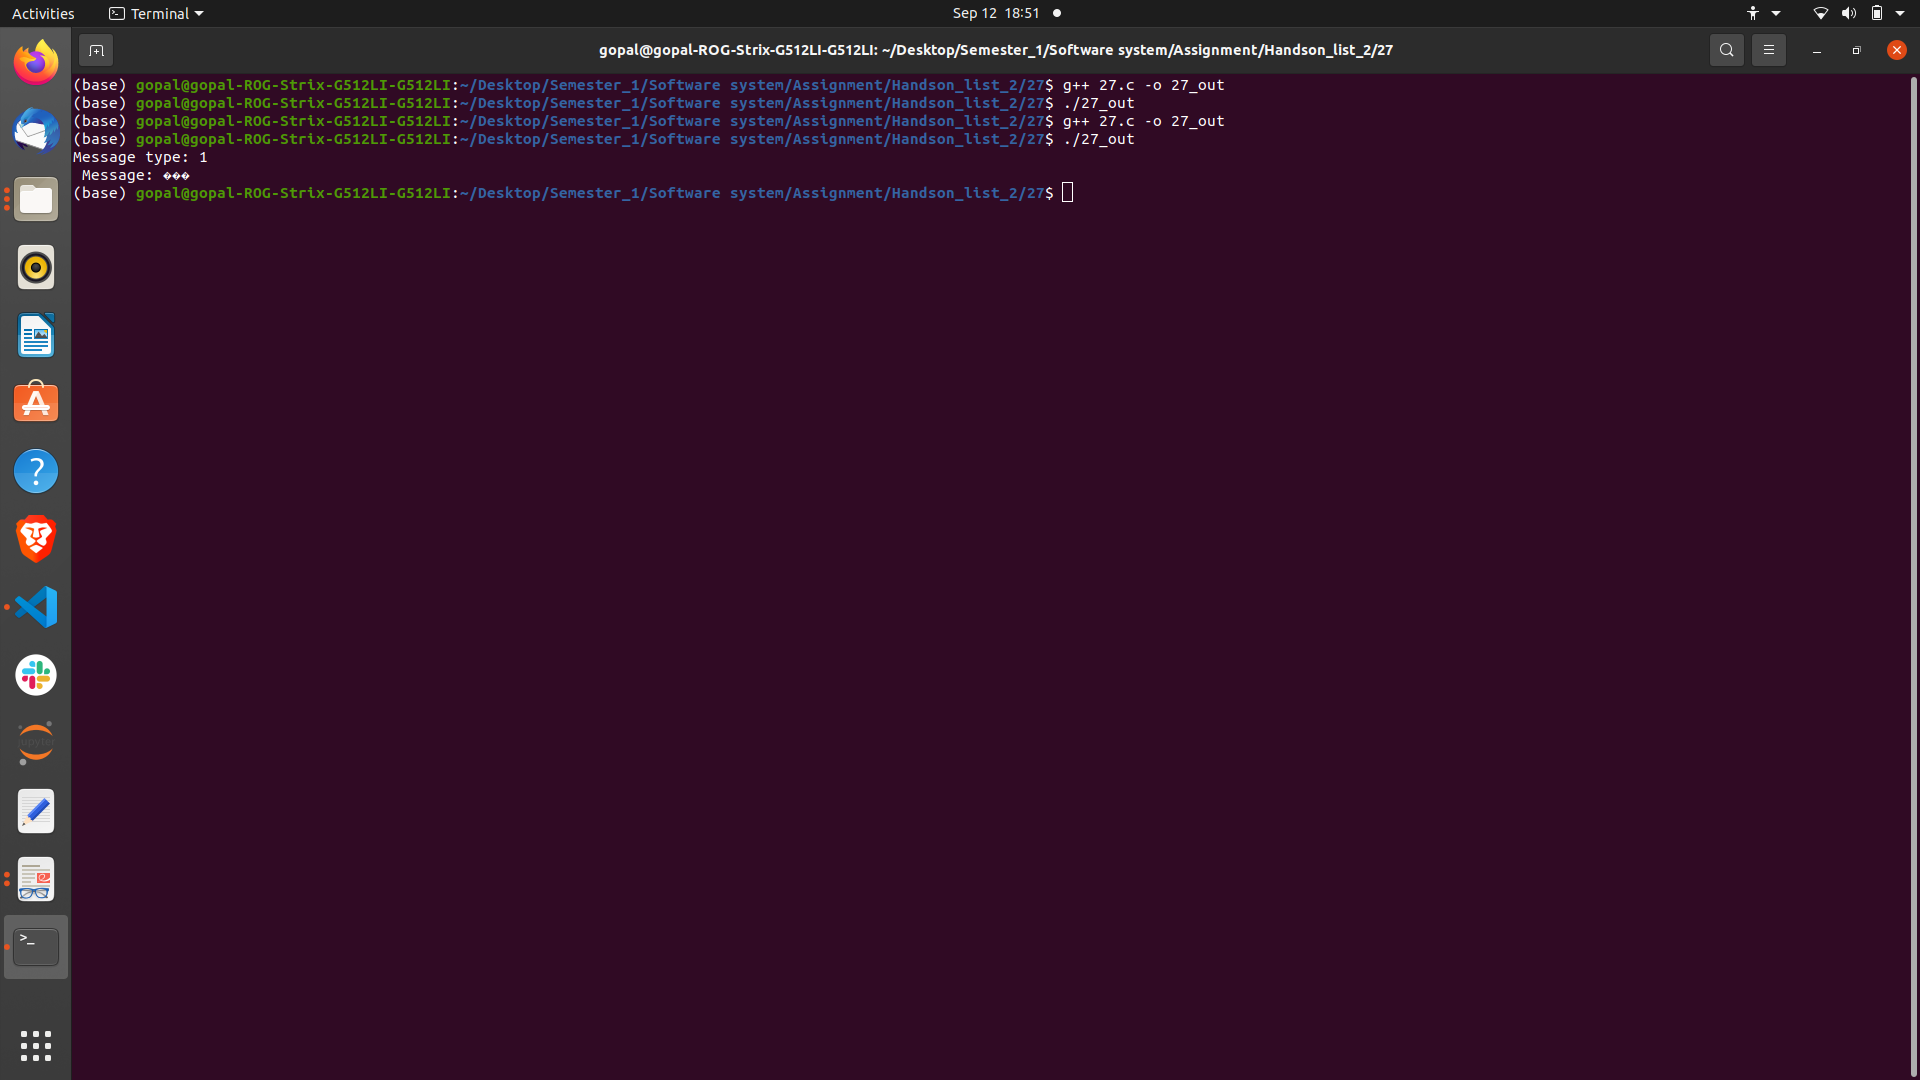 Activities
Terminal
Sep 12 18:51
gopal@gopal-ROG-Strix-G512LI-G512LI: ~/Desktop/Semester_1/Software system/Assignment/Handson_list_2/27
(base) gopal@gopal-ROG-Strix-G512LI-G512LI:~/Desktop/Semester_1/Software system/Assignment/Handson_list_2/27$ g++ 27.c -o 27_out
(base) gopal@gopal-ROG-Strix-G512LI-G512LI:~/Desktop/Semester_1/Software system/Assignment/Handson_list_2/27$ ./27_out
(base) gopal@gopal-ROG-Strix-G512LI-G512LI:~/Desktop/Semester_1/Software system/Assignment/Handson_list_2/27$ g++ 27.c -o 27_out
(base) gopal@gopal-ROG-Strix-G512LI-G512LI:~/Desktop/Semester_1/Software system/Assignment/Handson_list_2/27$ ./27_out
Message type: 1
Message: ���
(base) gopal@gopal-ROG-Strix-G512LI-G512LI:~/Desktop/Semester_1/Software system/Assignment/Handson_list_2/27$